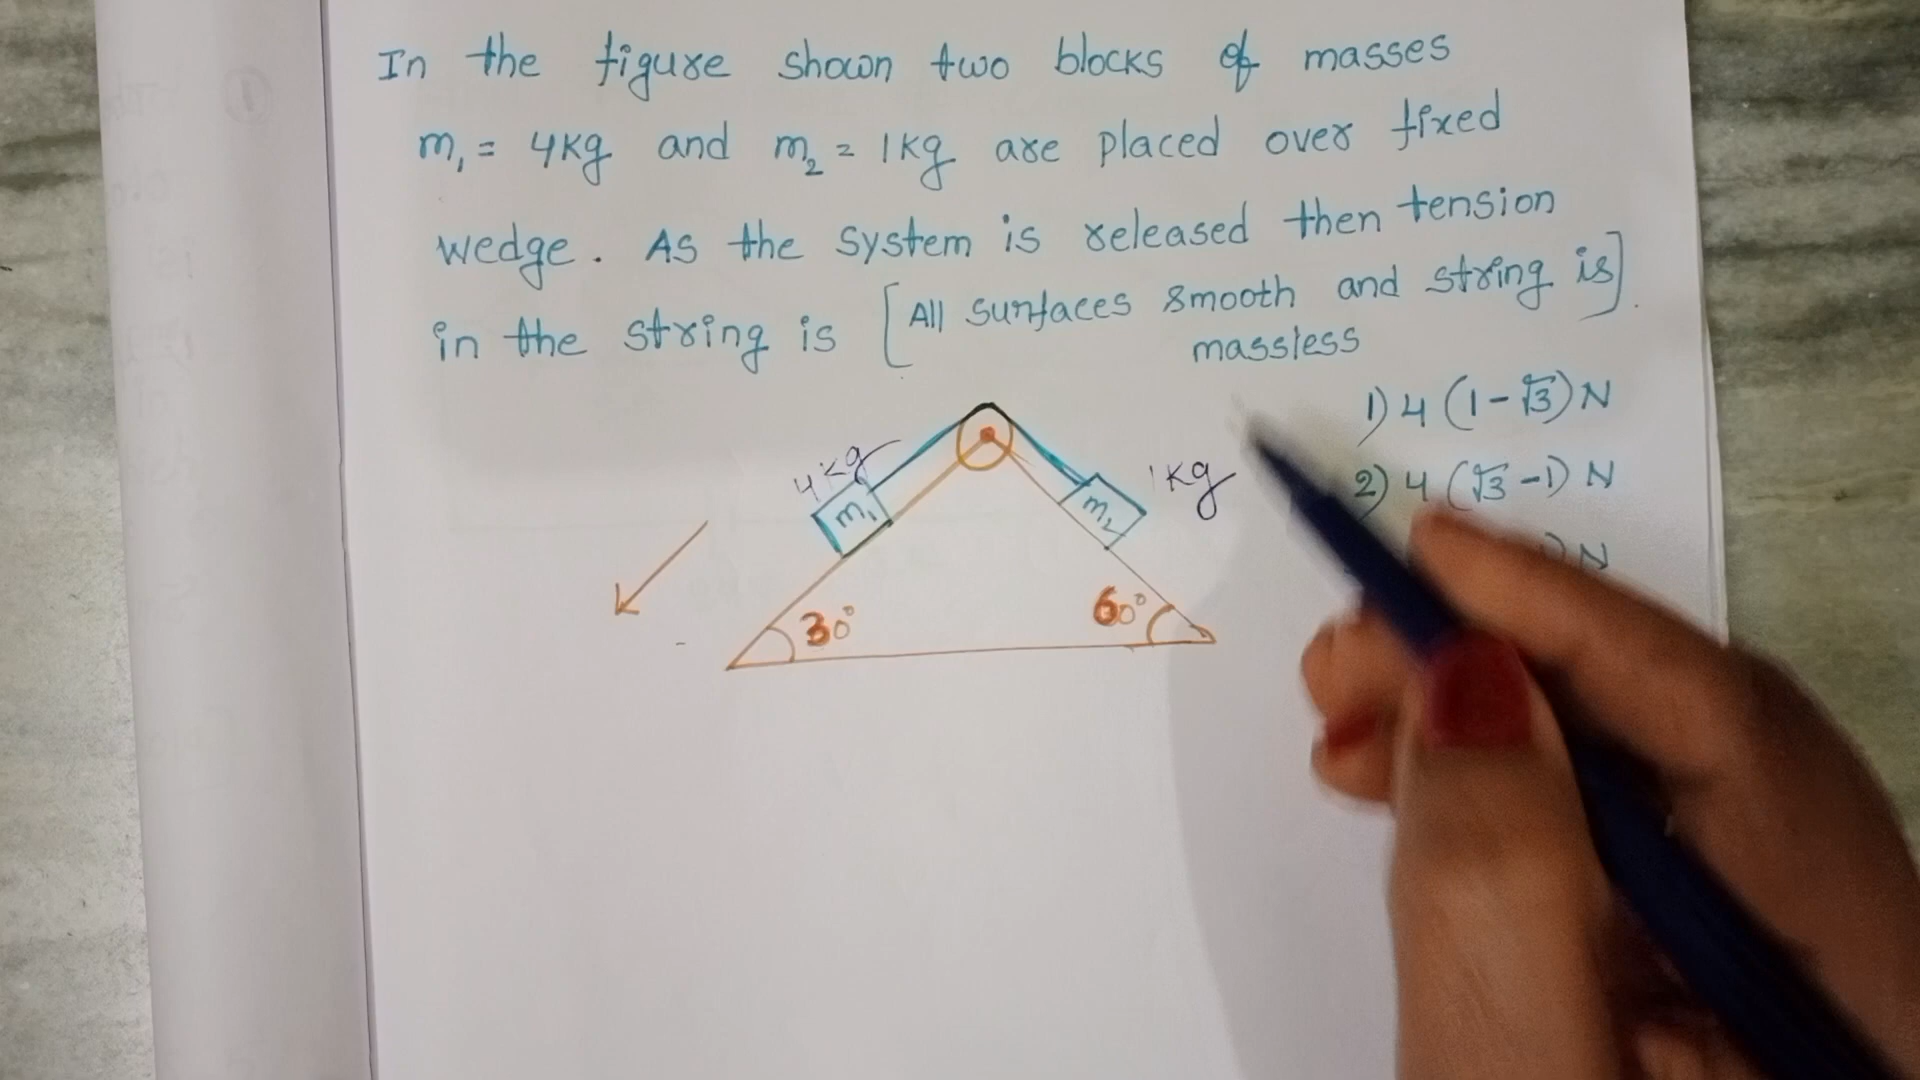 In the figure shown two blocks of masses
m₁ = 4kg and m₂ = 1kg are placed over fixed
wedge. As the system is released then tension
in the string is [All surfaces smooth and string is].
massless
1) 4 (1-√3) N
2) 4 (√3 -1) N
) N
4kg
1kg
m₁
m₂
30°
60°